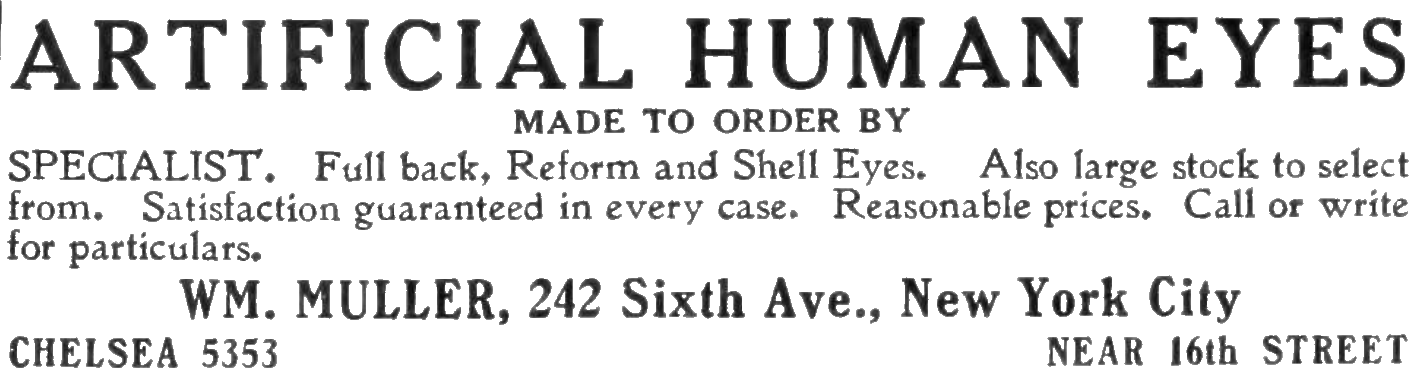 ARTIFICIAL HUMAN EYES
MADE TO ORDER BY
SPECIALIST. Full back, Reform and Shell Eyes. Also large stock to select
from. Satisfaction guaranteed in every case. Reasonable prices. Call or write
for particulars.
WM. MULLER, 242 Sixth Ave., New York City
CHELSEA 5353 NEAR 16th STREET